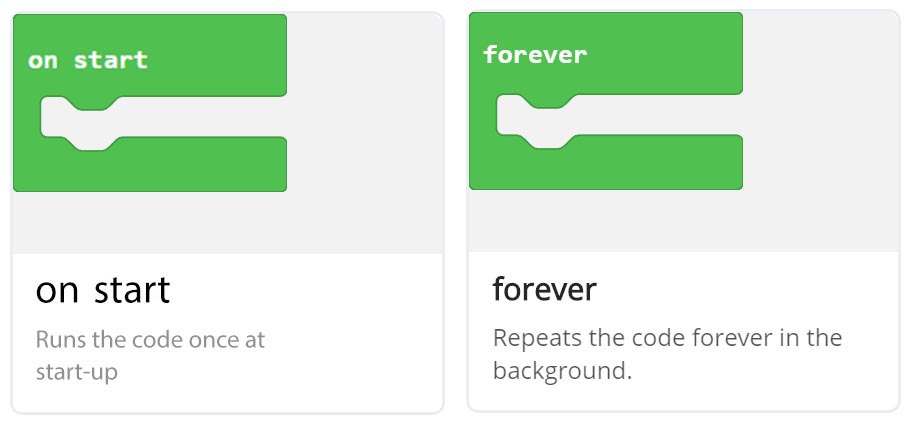 on start
on start
Runs the code once at
start-up
forever
forever
Repeats the code forever in the
background.